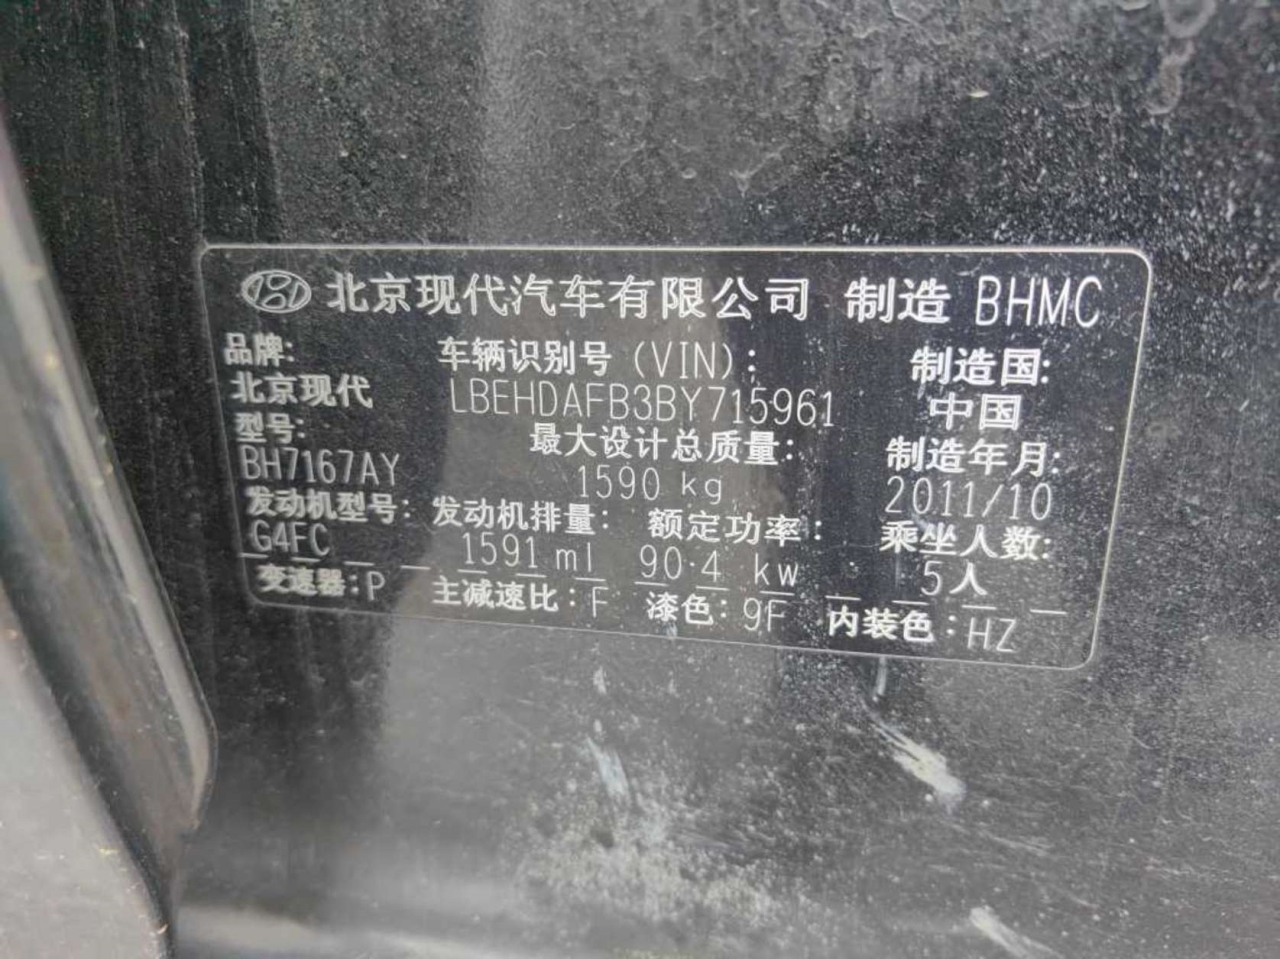 北京现代汽车有限公司 制造 BHMC
品牌: 车辆识别号 (VIN): 制造国:
北京现代 LBEHDAFB3BY715961 中国
型号: 最大设计总质量: 制造年月:
BH7167AY 1590 kg 2011/10
发动机型号: 发动机排量: 额定功率: 乘坐人数:
G4FC 1591 ml 90.4 kw 5人
变速器:P 主减速比:F 漆色:9F 内装色:HZ